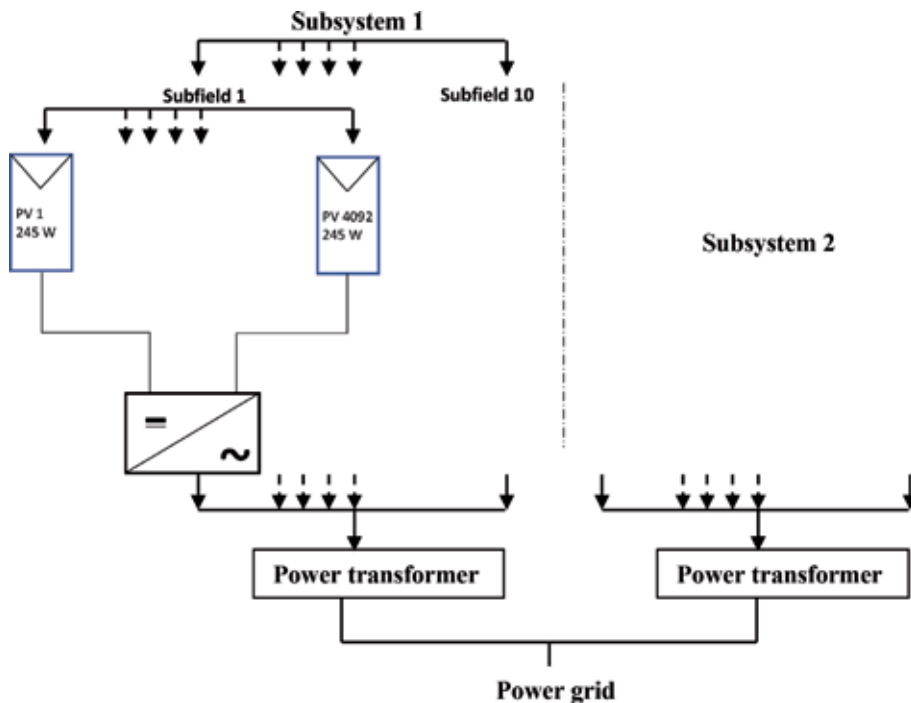 Subsystem 1
Subfield 1
Subfield 10
PV 1
245 W
PV 4092
245 W
Subsystem 2
Power transformer
Power transformer
Power grid